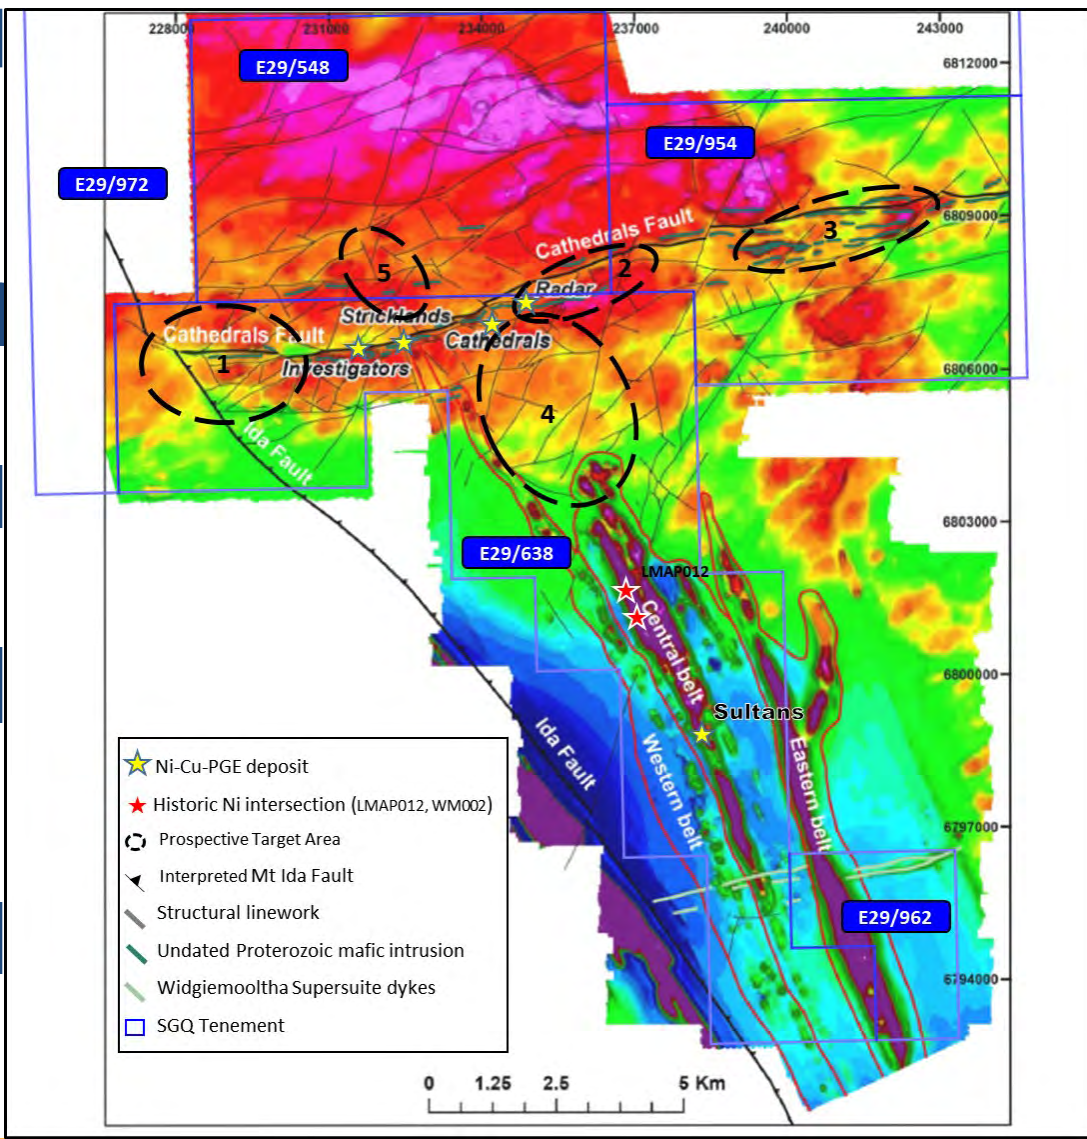 228000 231000 234000 237000 240000 243000
6812000
E29/548
E29/954
E29/972
6809000
3
Cathedrals Fault
2
5
Radar
Stricklands
Cathedrals Fault
Cathedrals
Investigators
1
6806000
4
Ida Fault
6803000
E29/638
LMAP012
Central belt
6800000
Sultans
Ida Fault
Western belt
Eastern belt
6797000
E29/962
6794000
Ni-Cu-PGE deposit
Historic Ni intersection (LMAP012, WM002)
Prospective Target Area
Interpreted Mt Ida Fault
Structural linework
Undated Proterozoic mafic intrusion
Widgiemooltha Supersuite dykes
SGQ Tenement
0 1.25 2.5 5 Km